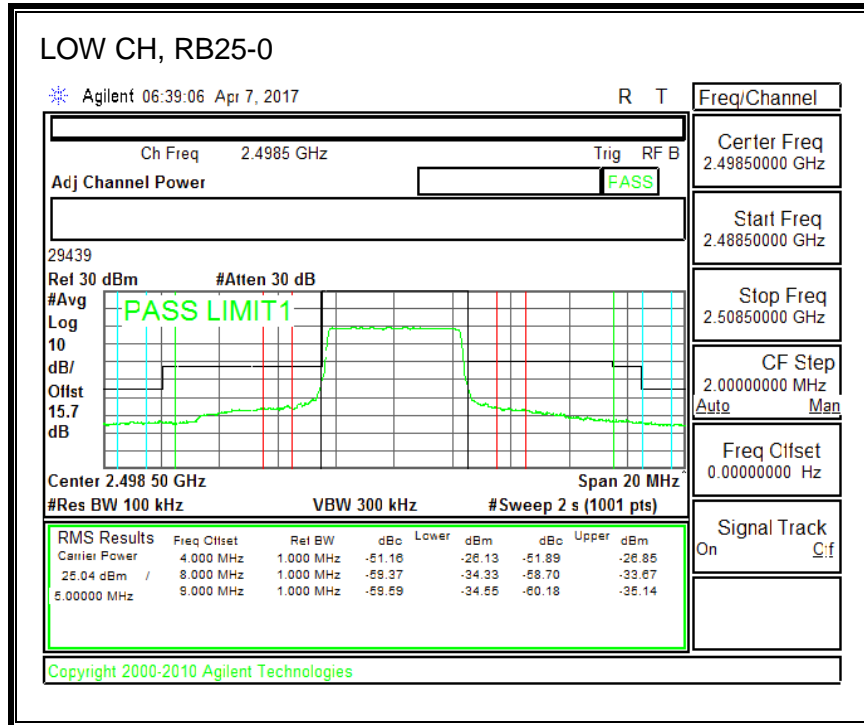 LOW CH, RB25-0
Agilent 06:39:06 Apr 7, 2017 R T
Freq/Channel
Ch Freq 2.4985 GHz Trig RF B
Adj Channel Power PASS
Center Freq
2.49850000 GHz
Start Freq
2.48850000 GHz
Stop Freq
2.50850000 GHz
CF Step
2.00000000 MHz
Auto Man
Freq Offset
0.00000000 Hz
Signal Track
On Off
29439
Ref 30 dBm #Atten 30 dB
#Avg
Log
10
dB/
Offst
15.7
dB
PASS LIMIT1
Center 2.498 50 GHz Span 20 MHz
#Res BW 100 kHz VBW 300 kHz #Sweep 2 s (1001 pts)
RMS Results Freq Offset Ref BW dBc Lower dBm dBc Upper dBm
Carrier Power 4.000 MHz 1.000 MHz -51.16 -26.13 -51.89 -26.85
25.04 dBm / 8.000 MHz 1.000 MHz -59.37 -34.33 -58.70 -33.67
5.00000 MHz 9.000 MHz 1.000 MHz -59.59 -34.55 -60.18 -35.14
Copyright 2000-2010 Agilent Technologies